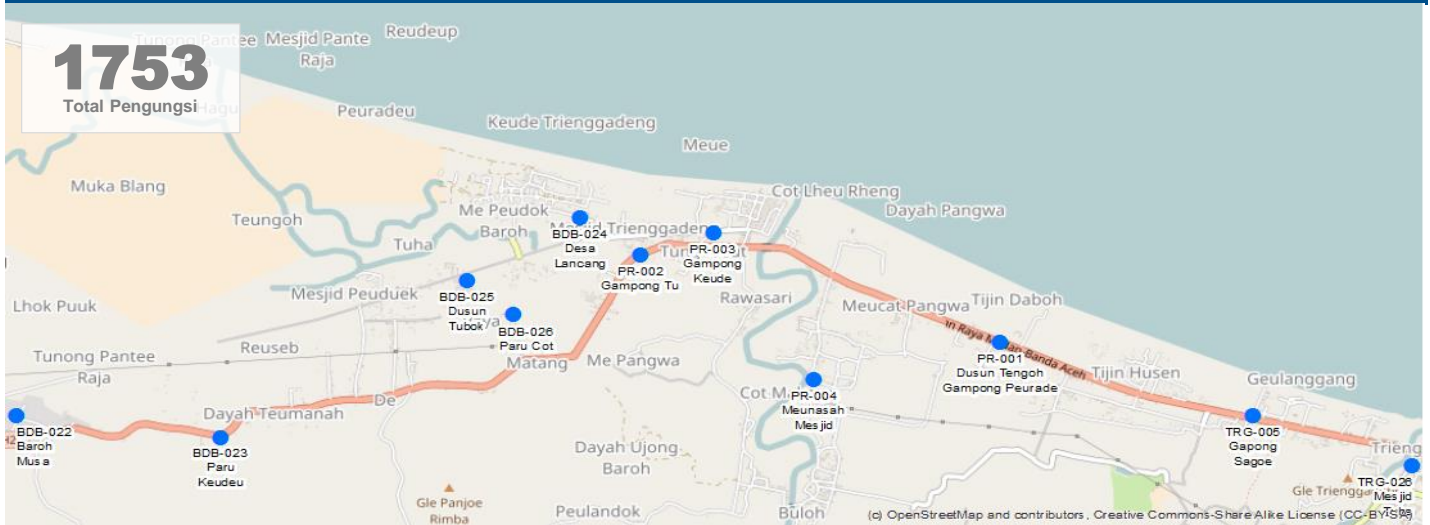 1753
Total Pengungsi
Mesjid Pante
Raja
Reudeup
Peuradeu
Keude Trienggadeng
Meue
Muka Blang
Teungoh
Tuha
Me Peudok
Baroh
Cot Lheu Rheng
Dayah Pangwa
BDB-024
Desa
Lancang
PR-002
Gampong Tu
PR-003
Gampong
Keude
Lhok Puuk
Mesjid Peuduek
BDB-025
Dusun
Tubok
BDB-026
Paru Cot
Rawasari
Meucat Pangwa
Tijin Daboh
Tunong Pantee
Raja
Reuseb
Matang
Me Pangwa
PR-001
Dusun Tengoh
Gampong Peurade
Tijin Husen
Geulanggang
De
Dayah Teumanah
PR-004
Meunasah
Mesjid
BDB-022
Baroh
Musa
BDB-023
Paru
Keudeu
Dayah Ujong
Baroh
TRG-005
Gapong
Sagoe
TRG-026
Mesjid
Gle Panjoe
Rimba
Peulandok
Buloh
(c) OpenStreetMap and contributors, Creative Commons-Share Alike License (CC-BY-SA)